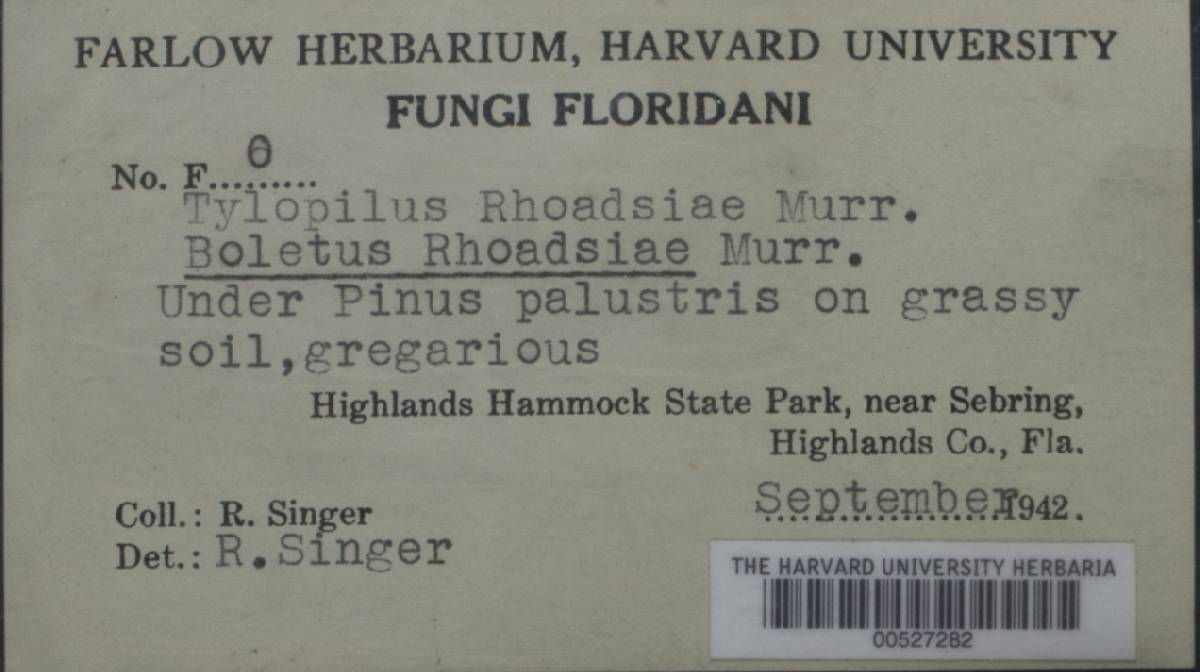 FARLOW HERBARIUM, HARVARD UNIVERSITY
FUNGI FLORIDANI
No. F.........
Tylopilus Rhoadsiae Murr.
Boletus Rhoadsiae Murr.
Under Pinus palustris on grassy
soil,gregarious
Highlands Hammock State Park, near Sebring,
Highlands Co., Fla.
September 1942.
Coll.: R. Singer
Det.: R.Singer
THE HARVARD UNIVERSITY HERBARIA
00527282